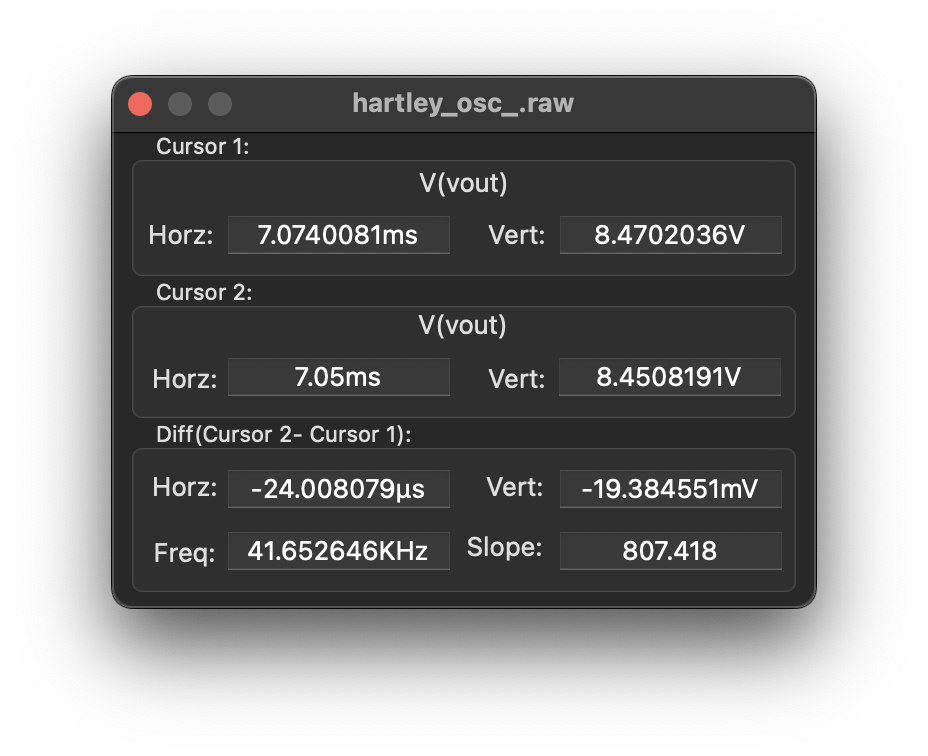 hartley_osc_.raw
Cursor 1:
V(vout)
Horz: 7.0740081ms Vert: 8.4702036V
Cursor 2:
V(vout)
Horz: 7.05ms Vert: 8.4508191V
Diff(Cursor 2- Cursor 1):
Horz: -24.008079µs Vert: -19.384551mV
Freq: 41.652646KHz Slope: 807.418